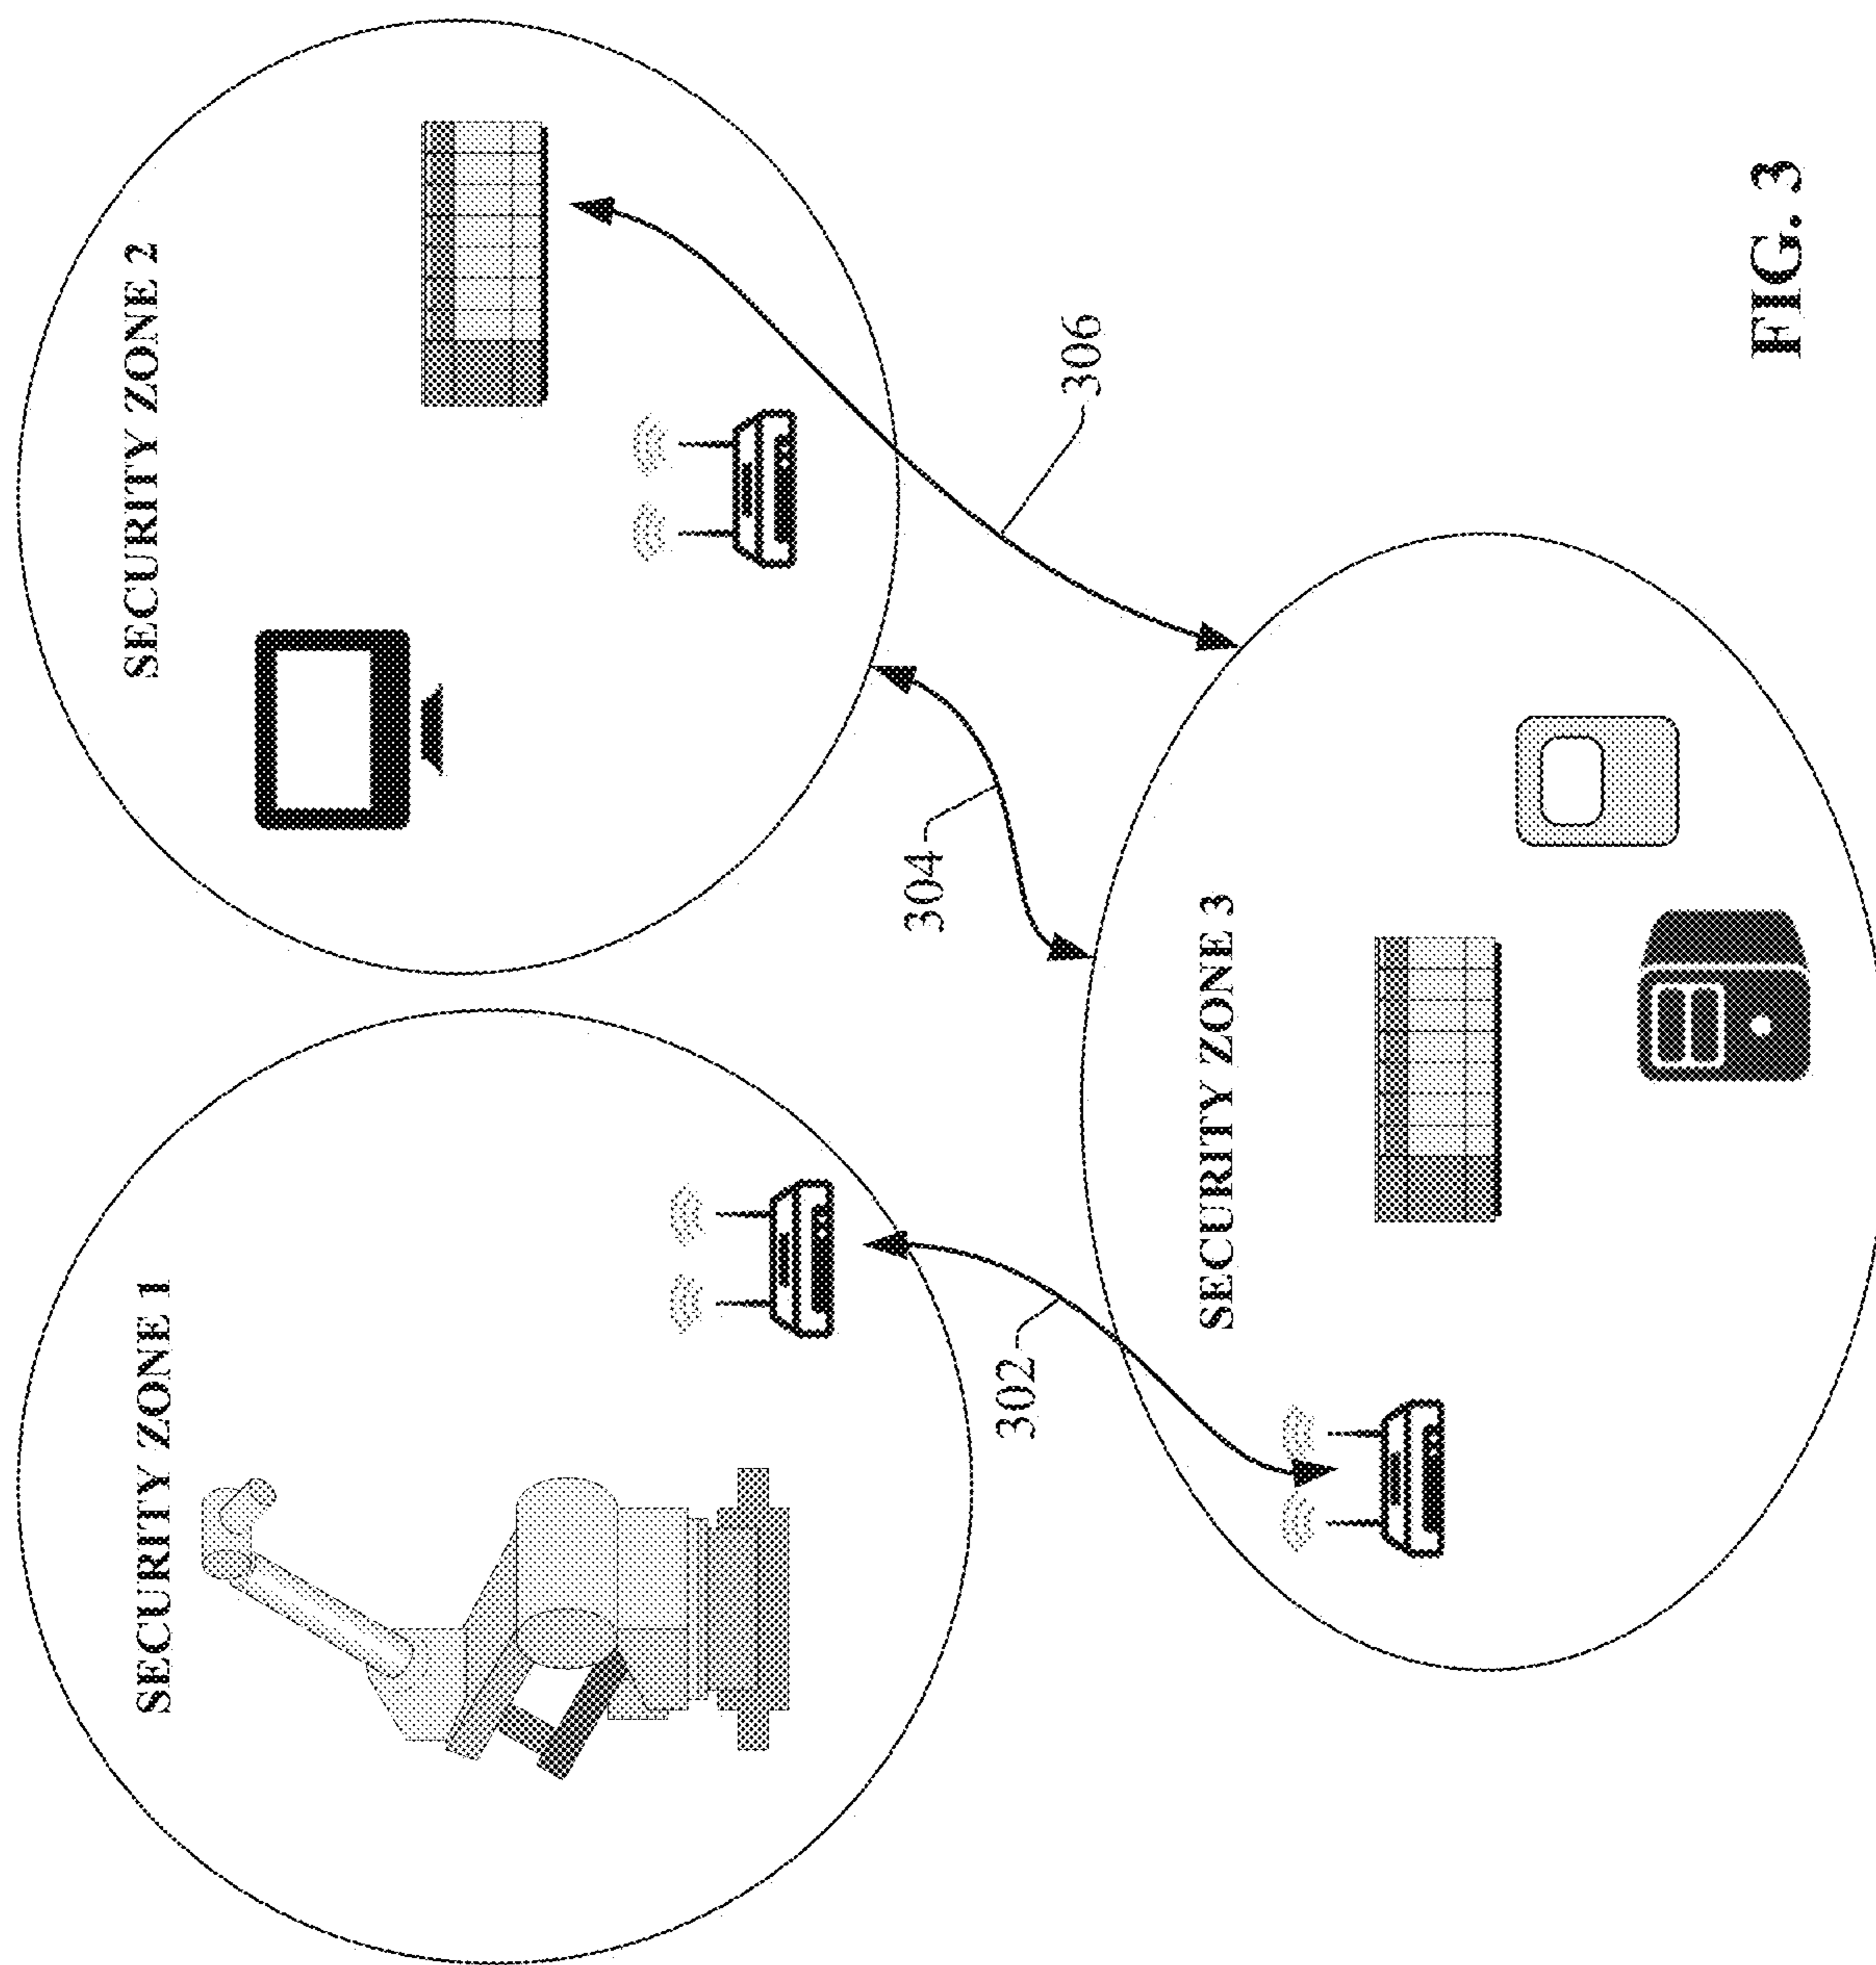 SECURITY ZONE 1
SECURITY ZONE 2
302
304
306
SECURITY ZONE 3
FIG. 3